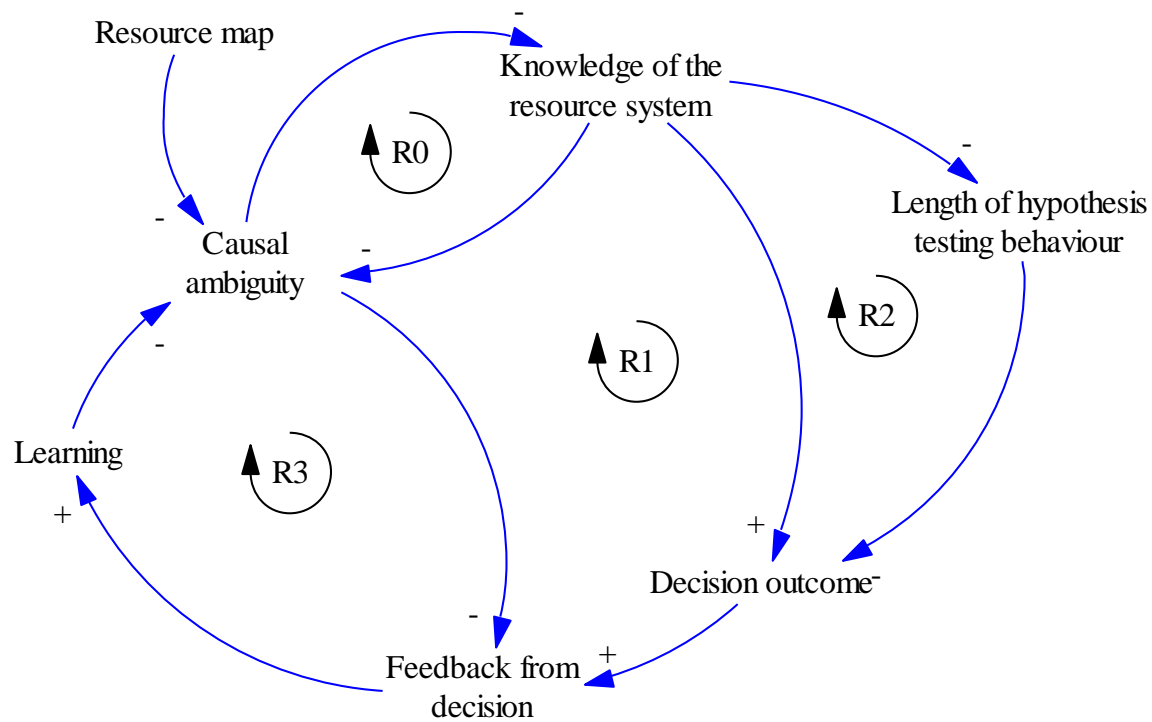 Resource map
-
Knowledge of the
resource system
R0
-
Length of hypothesis
testing behaviour
-
Causal
ambiguity
-
-
R2
R1
Learning
+
R3
+
Decision outcome
-
-
+
Feedback from
decision